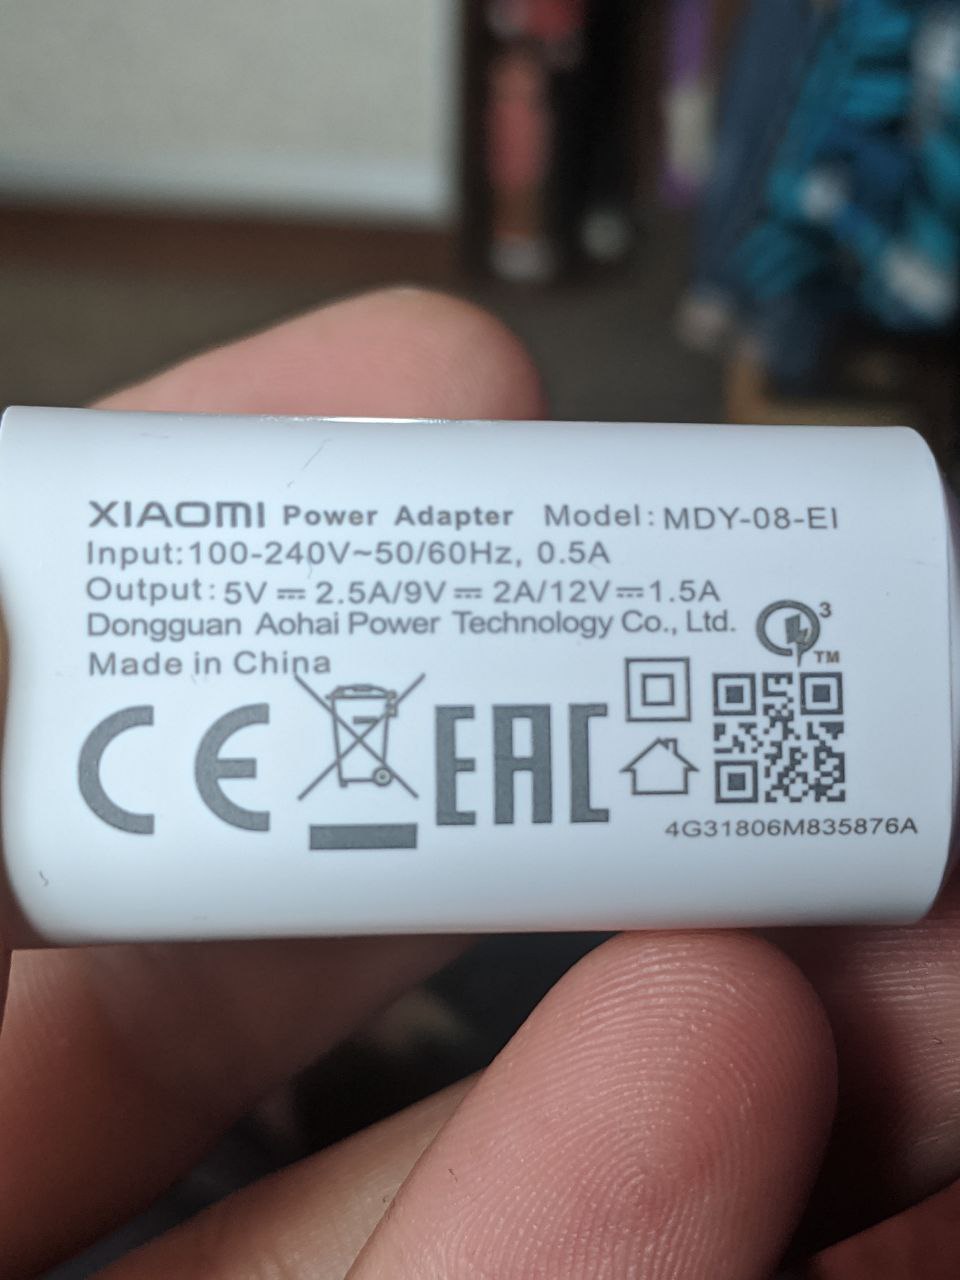 XIAOMI Power Adapter Model: MDY-08-EI
Input:100-240V~50/60Hz, 0.5A
Output: 5V⎓2.5A/9V⎓2A/12V⎓1.5A
Dongguan Aohai Power Technology Co., Ltd.
Made in China
3
TM
CE EAC
4G31806M835876A